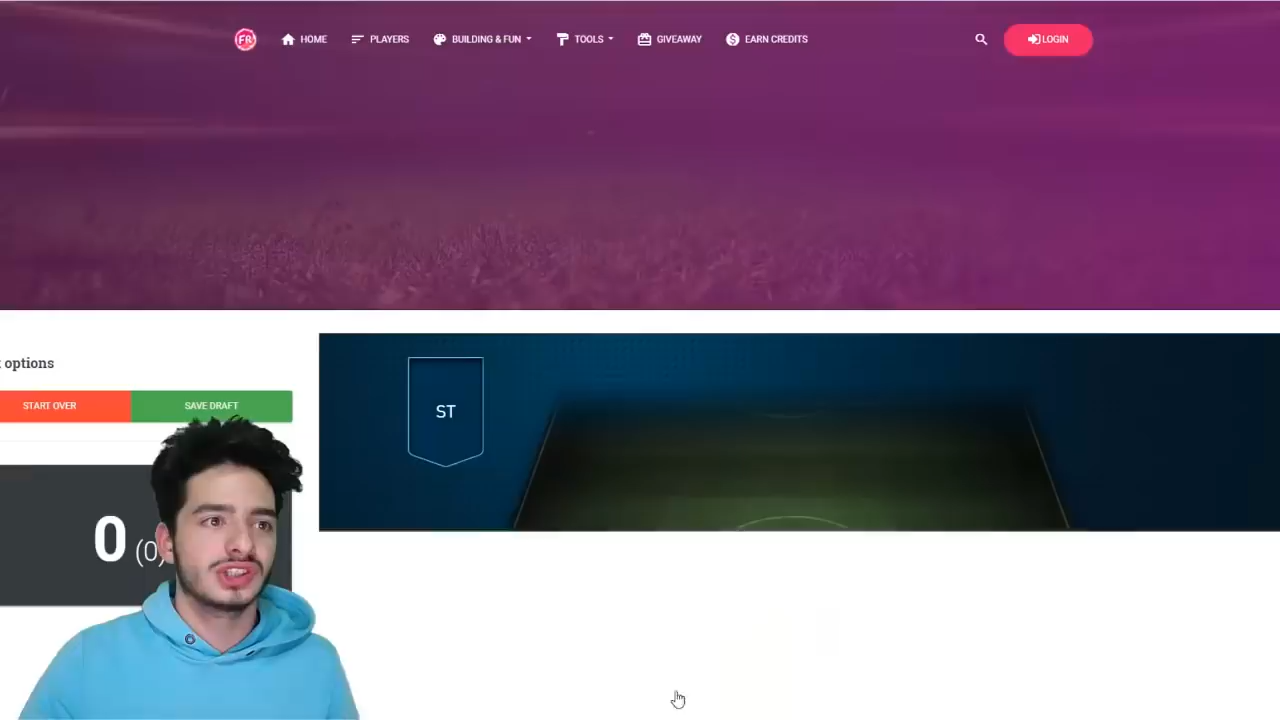 FR HOME PLAYERS BUILDING & FUN TOOLS GIVEAWAY EARN CREDITS LOGIN
options
START OVER SAVE DRAFT
ST
0 (0)